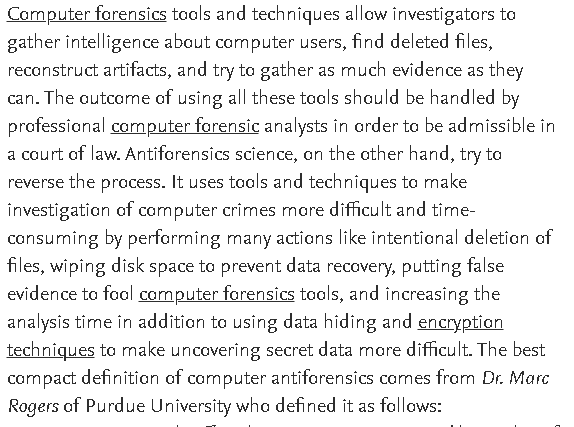 Computer forensics tools and techniques allow investigators to
gather intelligence about computer users, find deleted files,
reconstruct artifacts, and try to gather as much evidence as they
can. The outcome of using all these tools should be handled by
professional computer forensic analysts in order to be admissible in
a court of law. Antiforensics science, on the other hand, try to
reverse the process. It uses tools and techniques to make
investigation of computer crimes more difficult and time-
consuming by performing many actions like intentional deletion of
files, wiping disk space to prevent data recovery, putting false
evidence to fool computer forensics tools, and increasing the
analysis time in addition to using data hiding and encryption
techniques to make uncovering secret data more difficult. The best
compact definition of computer antiforensics comes from Dr. Marc
Rogers of Purdue University who defined it as follows: